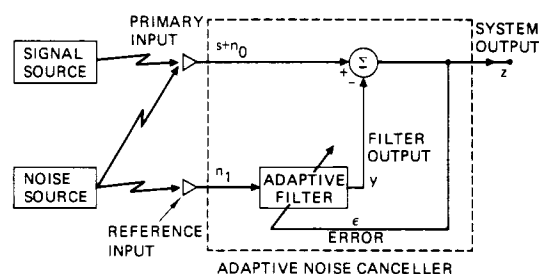 PRIMARY
INPUT
SIGNAL
SOURCE
s+n0
+
−
Σ
SYSTEM
OUTPUT
z
NOISE
SOURCE
REFERENCE
INPUT
n1
ADAPTIVE
FILTER
FILTER
OUTPUT
y
ϵ
ERROR
ADAPTIVE NOISE CANCELLER